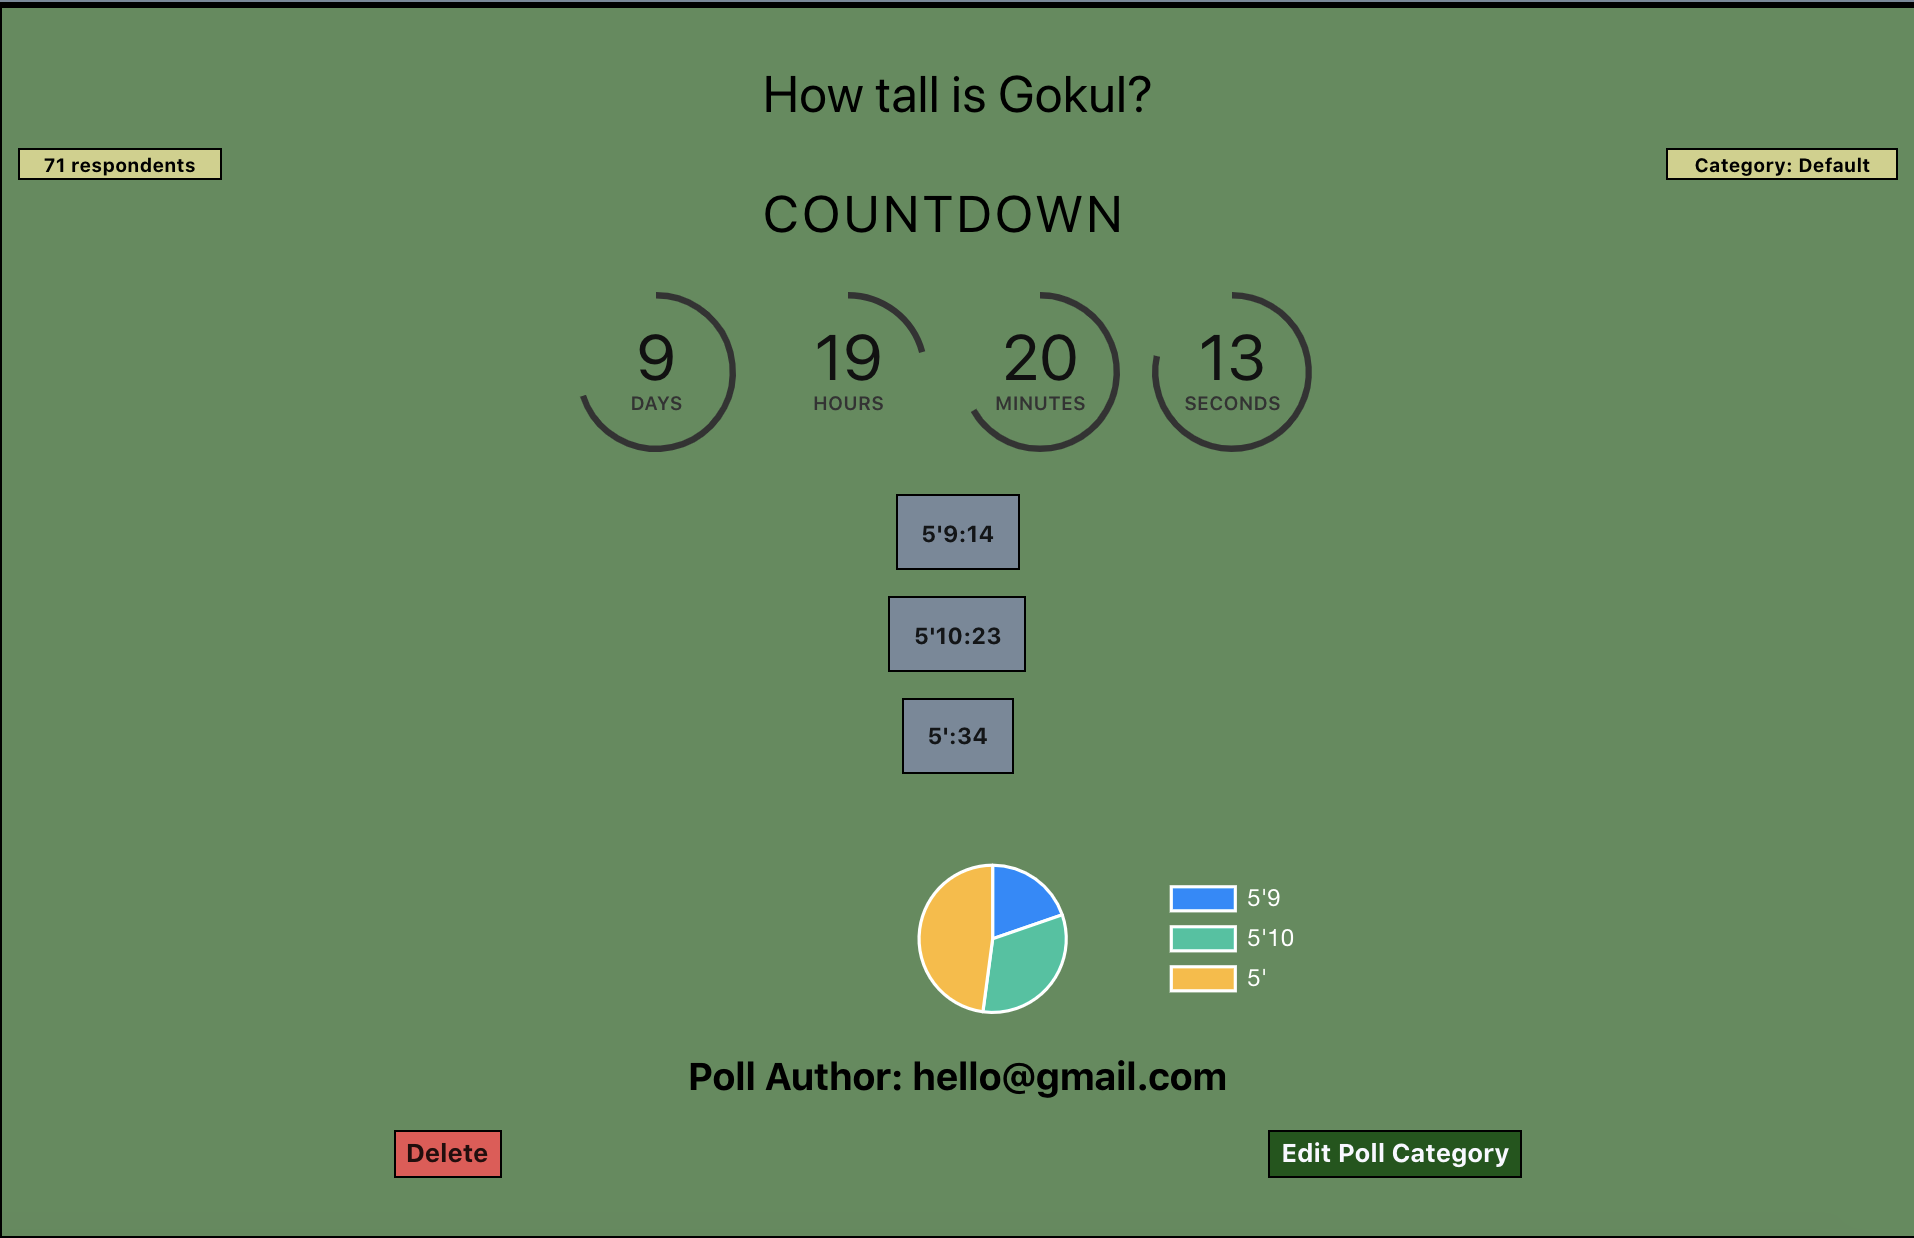 How tall is Gokul?
71 respondents
Category: Default
COUNTDOWN
9
DAYS
19
HOURS
20
MINUTES
13
SECONDS
5'9:14
5'10:23
5':34
5'9
5'10
5'
Poll Author: hello@gmail.com
Delete
Edit Poll Category